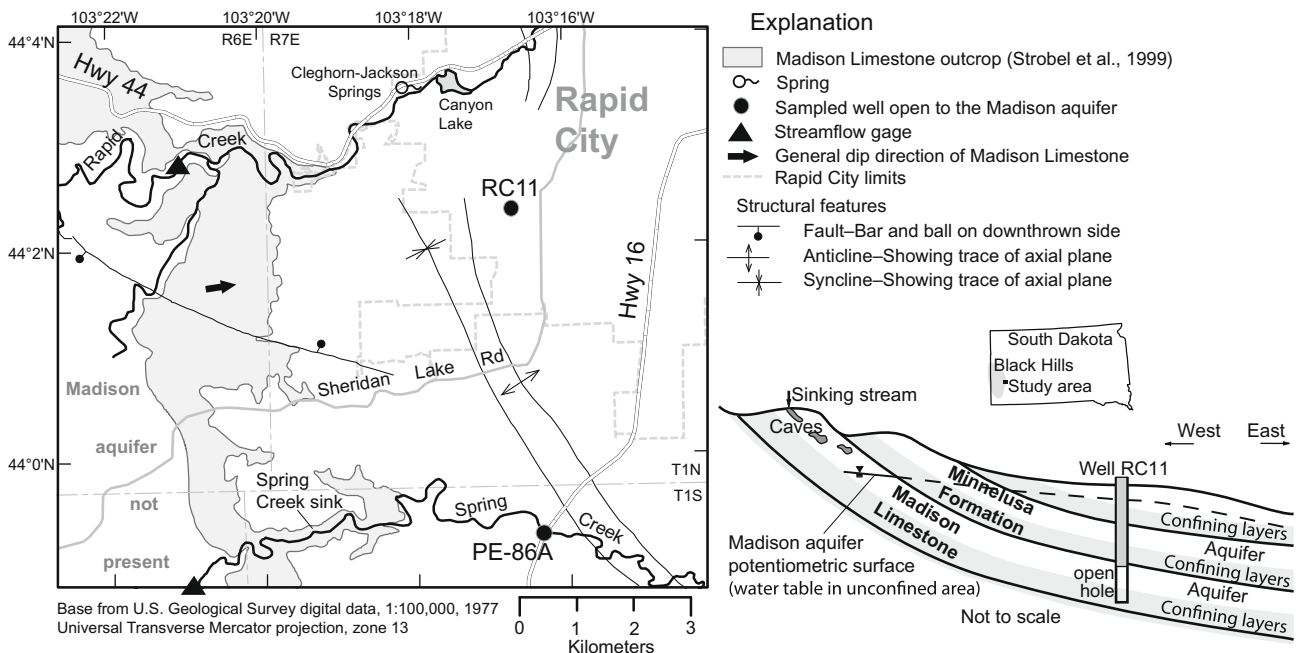 103°22'W
103°20'W
103°18'W
103°16'W
R6E
R7E
44°4'N
44°2'N
44°0'N
Hwy 44
Cleghorn-Jackson
Springs
Canyon
Lake
Rapid
City
Rapid
Creek
RC11
Hwy 16
Sheridan
Lake
Rd
Madison
aquifer
not
present
T1N
T1S
Spring
Creek sink
Spring
Creek
PE-86A
Base from U.S. Geological Survey digital data, 1:100,000, 1977
Universal Transverse Mercator projection, zone 13
0 1 2 3
Kilometers
Explanation
Madison Limestone outcrop (Strobel et al., 1999)
Spring
Sampled well open to the Madison aquifer
Streamflow gage
General dip direction of Madison Limestone
Rapid City limits
Structural features
Fault–Bar and ball on downthrown side
Anticline–Showing trace of axial plane
Syncline–Showing trace of axial plane
South Dakota
Black Hills
Study area
Sinking stream
Caves
West
East
Well RC11
Minnelusa
Formation
Madison
Limestone
Madison aquifer
potentiometric surface
(water table in unconfined area)
Confining layers
Aquifer
Confining layers
Aquifer
Confining layers
open
hole
Not to scale